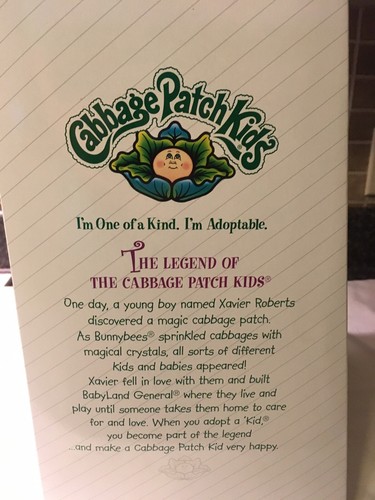 Cabbage Patch Kids
I'm One of a Kind. I'm Adoptable.
THE LEGEND OF
THE CABBAGE PATCH KIDS®
One day, a young boy named Xavier Roberts
discovered a magic cabbage patch.
As Bunnybees® sprinkled cabbages with
magical crystals, all sorts of different
kids and babies appeared!
Xavier fell in love with them and built
BabyLand General® where they live and
play until someone takes them home to care
for and love. When you adopt a 'Kid,®
you become part of the legend
...and make a Cabbage Patch Kid very happy.